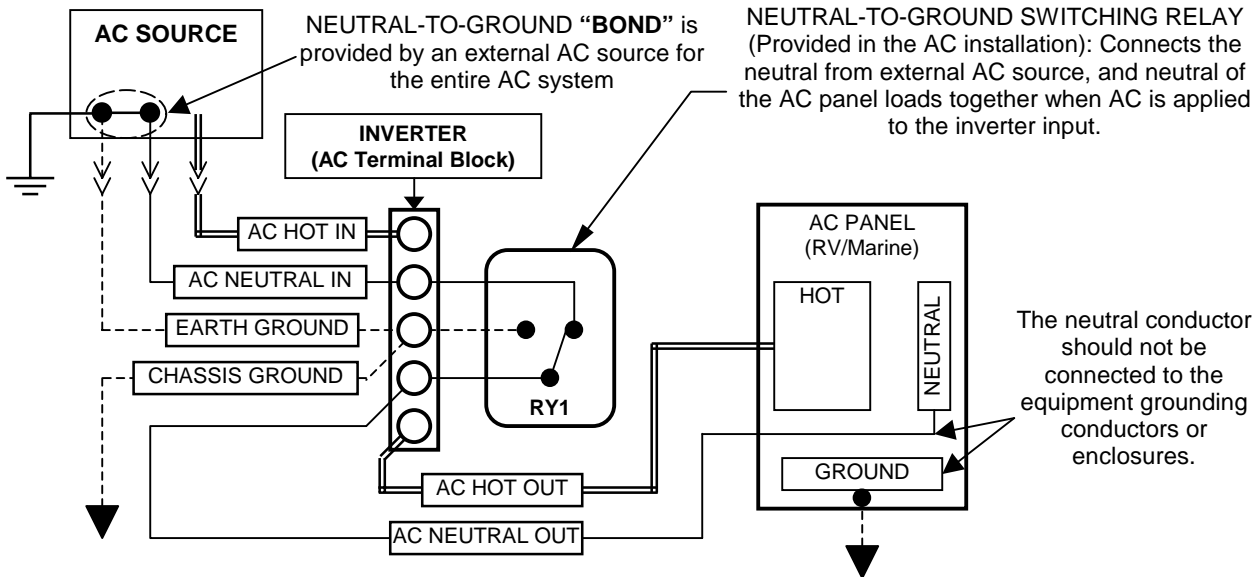 AC SOURCE
NEUTRAL-TO-GROUND “BOND” is
provided by an external AC source for
the entire AC system
NEUTRAL-TO-GROUND SWITCHING RELAY
(Provided in the AC installation): Connects the
neutral from external AC source, and neutral of
the AC panel loads together when AC is applied
to the inverter input.
INVERTER
(AC Terminal Block)
AC HOT IN
AC NEUTRAL IN
EARTH GROUND
CHASSIS GROUND
RY1
AC HOT OUT
AC NEUTRAL OUT
AC PANEL
(RV/Marine)
HOT
NEUTRAL
GROUND
The neutral conductor
should not be
connected to the
equipment grounding
conductors or
enclosures.